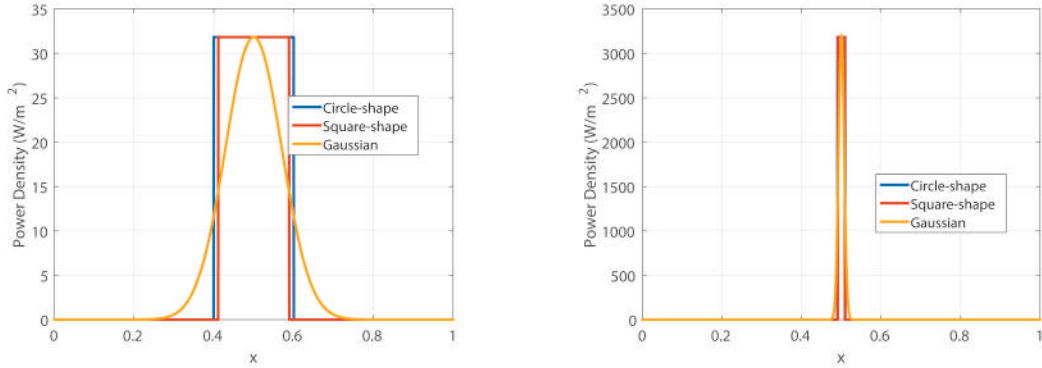 35
30
25
20
15
10
5
0
Power Density (W/m²)
Circle-shape
Square-shape
Gaussian
0 0.2 0.4 0.6 0.8 1
x
3500
3000
2500
2000
1500
1000
500
0
Power Density (W/m²)
Circle-shape
Square-shape
Gaussian
0 0.2 0.4 0.6 0.8 1
x